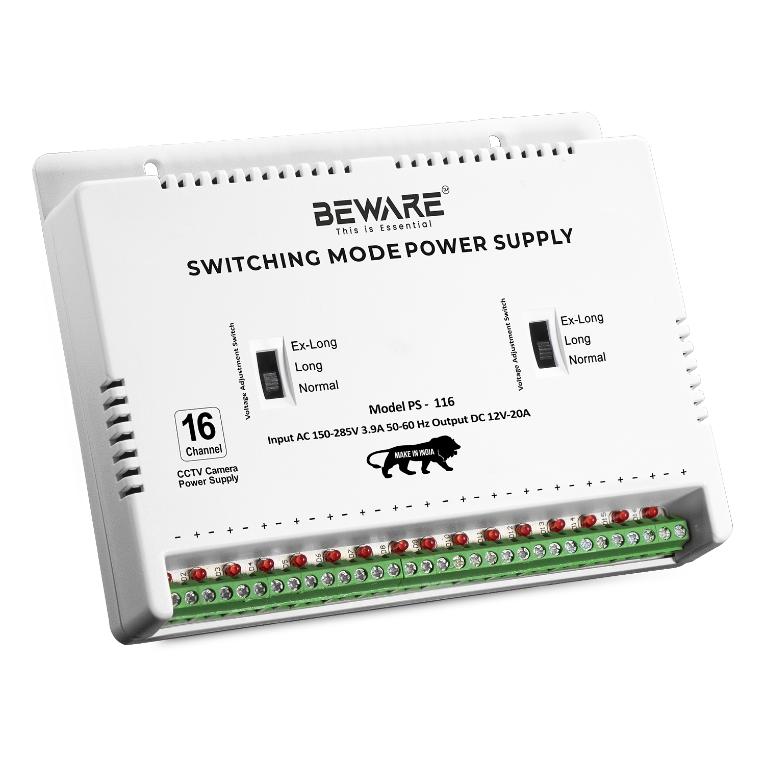 BEWARE®
This is Essential
SWITCHING MODE POWER SUPPLY
Voltage Adjustment Switch
Ex-Long
Long
Normal
Voltage Adjustment Switch
Ex-Long
Long
Normal
16
Channel
CCTV Camera
Power Supply
Model PS - 116
Input AC 150-285V 3.9A 50-60 Hz Output DC 12V-20A
MAKE IN INDIA
- + - + - + - + - + - + - + - + - + - + - + - + - + - + - + - +